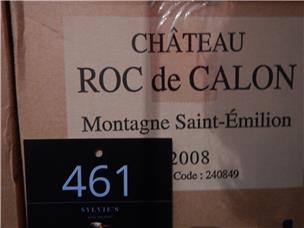 CHÂTEAU
ROC de CALON
Montagne Saint-Émilion
2008
Code : 240849
461
SYLVIE'S